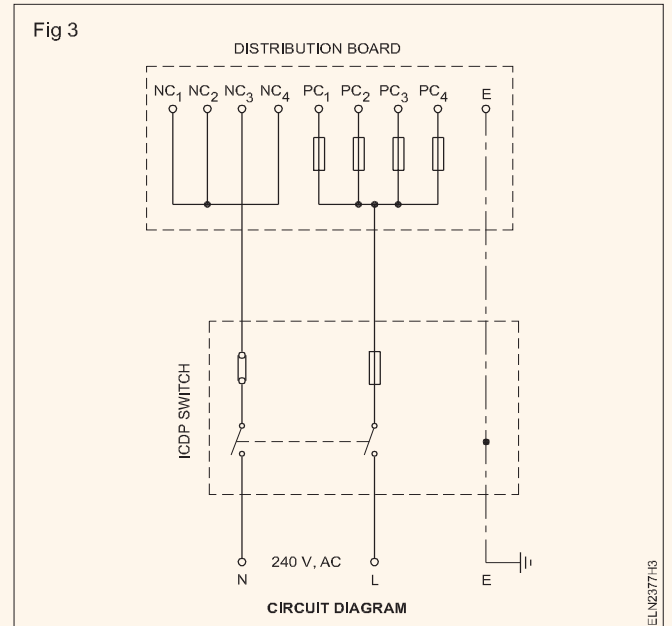 Fig 3
DISTRIBUTION BOARD
NC1 NC2 NC3 NC4 PC1 PC2 PC3 PC4 E
ICDP SWITCH
240 V, AC
N L E
CIRCUIT DIAGRAM
ELN2377H3